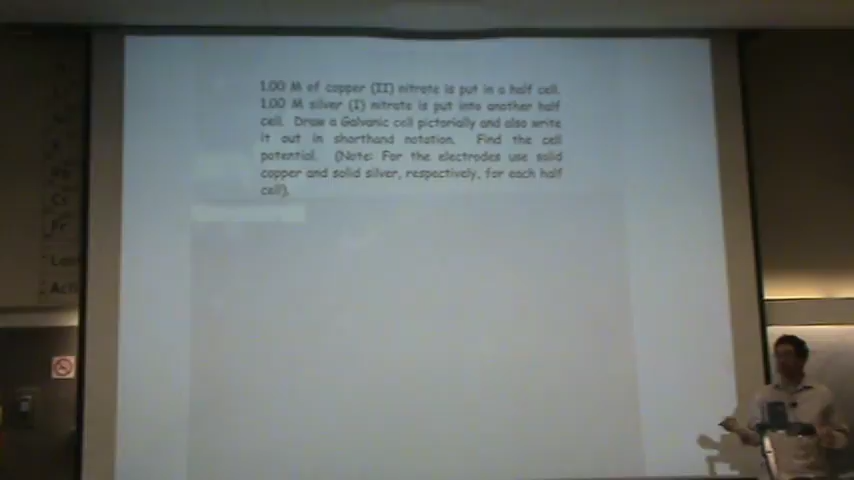 1.00 M of copper (II) nitrate is put in a half cell.
1.00 M silver (I) nitrate is put into another half
cell. Draw a Galvanic cell pictorially and also write
it out in shorthand notation. Find the cell
potential. (Note: For the electrodes use solid
copper and solid silver, respectively, for each half
cell).